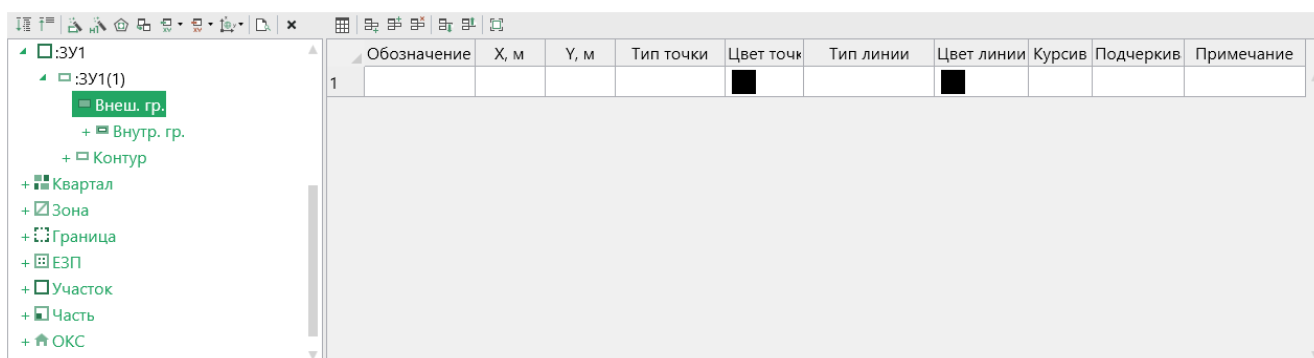 :ЗУ1
:ЗУ1(1)
Внеш. гр.
+ Внутр. гр.
+ Контур
+ Квартал
+ Зона
+ Граница
+ ЕЗП
+ Участок
+ Часть
+ ОКС
Обозначение X, м Y, м Тип точки Цвет точк Тип линии Цвет линии Курсив Подчеркив Примечание
1